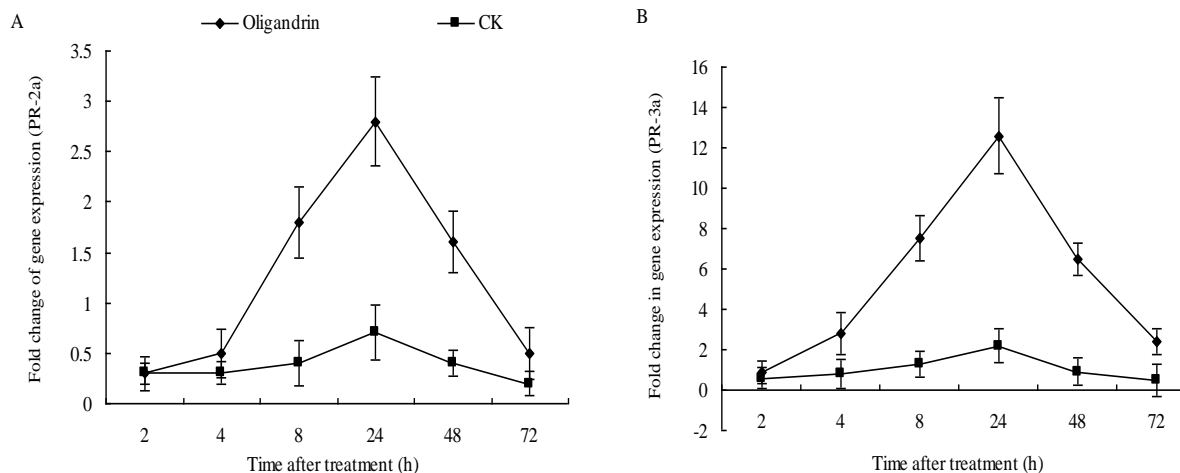 A
Oligandrin
CK
Fold change of gene expression (PR-2a)
3.5
3
2.5
2
1.5
1
0.5
0
2 4 8 24 48 72
Time after treatment (h)
B
Fold change in gene expression (PR-3a)
16
14
12
10
8
6
4
2
0
-2
2 4 8 24 48 72
Time after treatment (h)